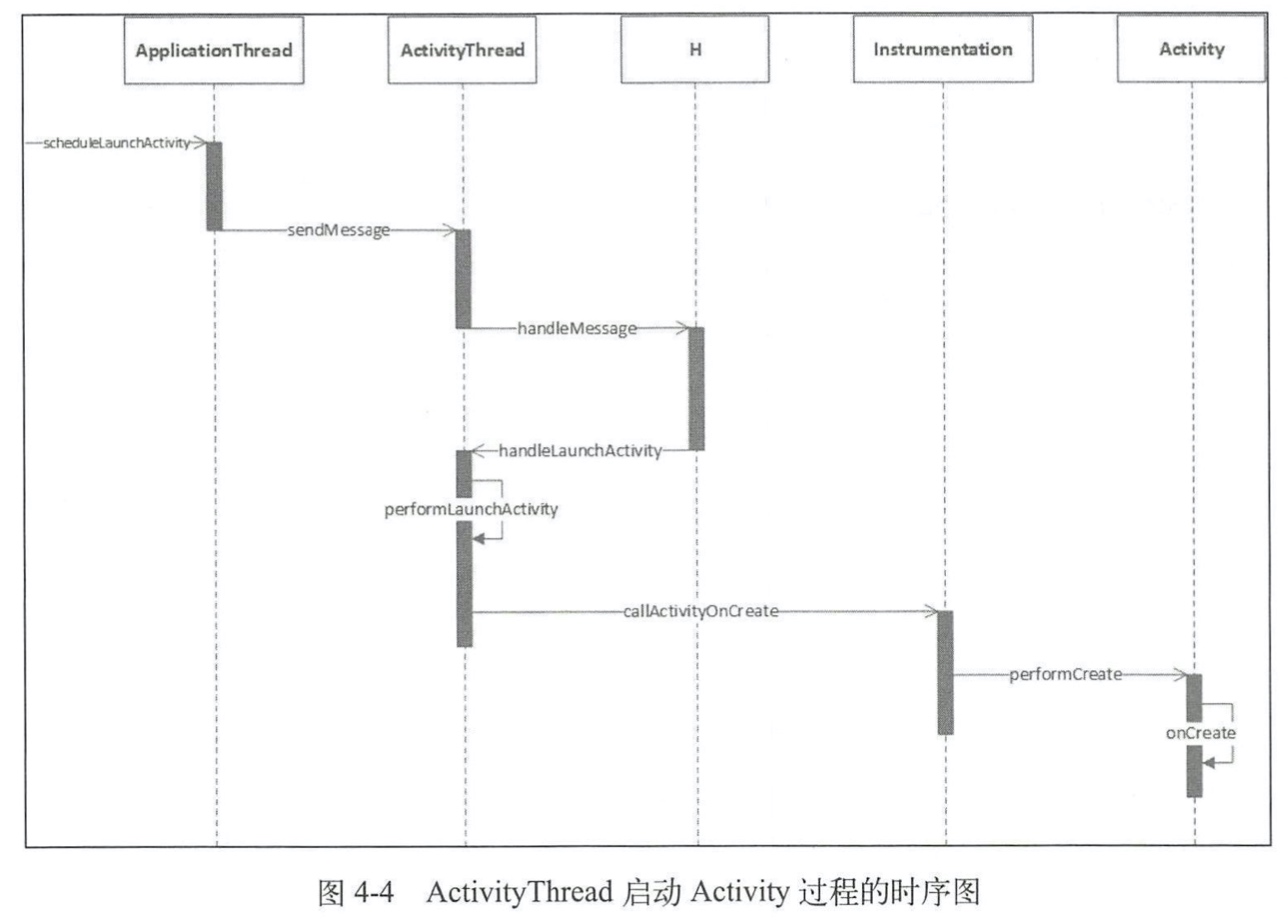 ApplicationThread
ActivityThread
H
Instrumentation
Activity
scheduleLaunchActivity
sendMessage
handleMessage
handleLaunchActivity
performLaunchActivity
callActivityOnCreate
performCreate
onCreate
图 4-4 ActivityThread 启动 Activity 过程的时序图